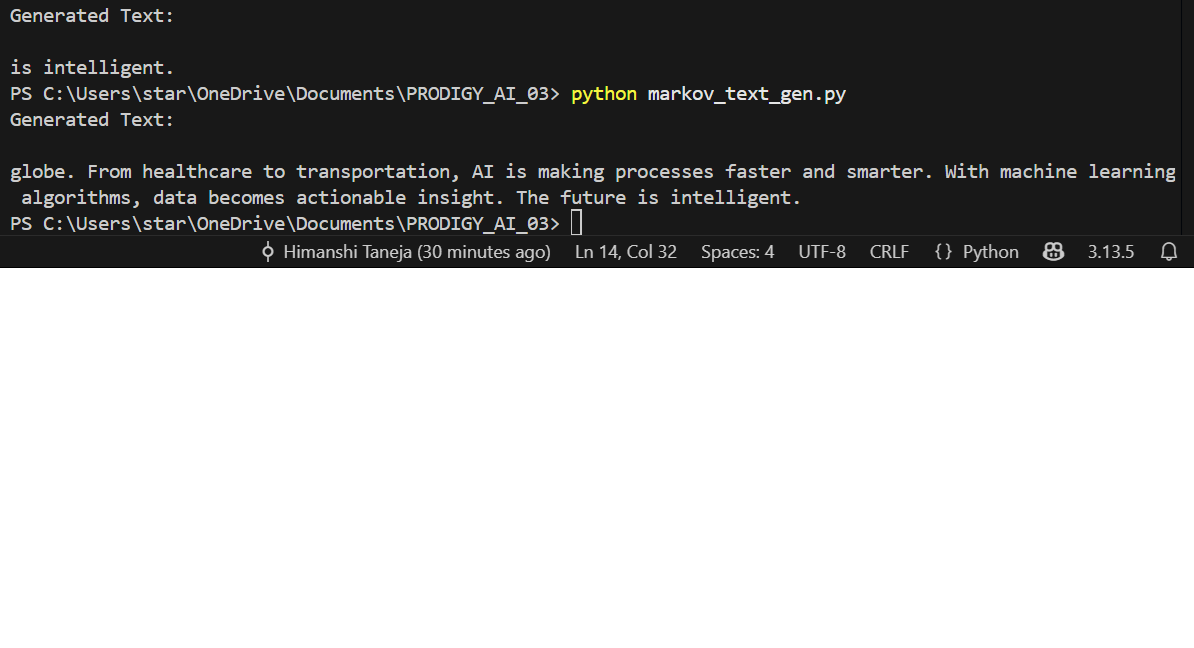 Generated Text:
is intelligent.
PS C:\Users\star\OneDrive\Documents\PRODIGY_AI_03> python markov_text_gen.py
Generated Text:
globe. From healthcare to transportation, AI is making processes faster and smarter. With machine learning
algorithms, data becomes actionable insight. The future is intelligent.
PS C:\Users\star\OneDrive\Documents\PRODIGY_AI_03>
Himanshi Taneja (30 minutes ago) Ln 14, Col 32 Spaces: 4 UTF-8 CRLF {} Python 3.13.5